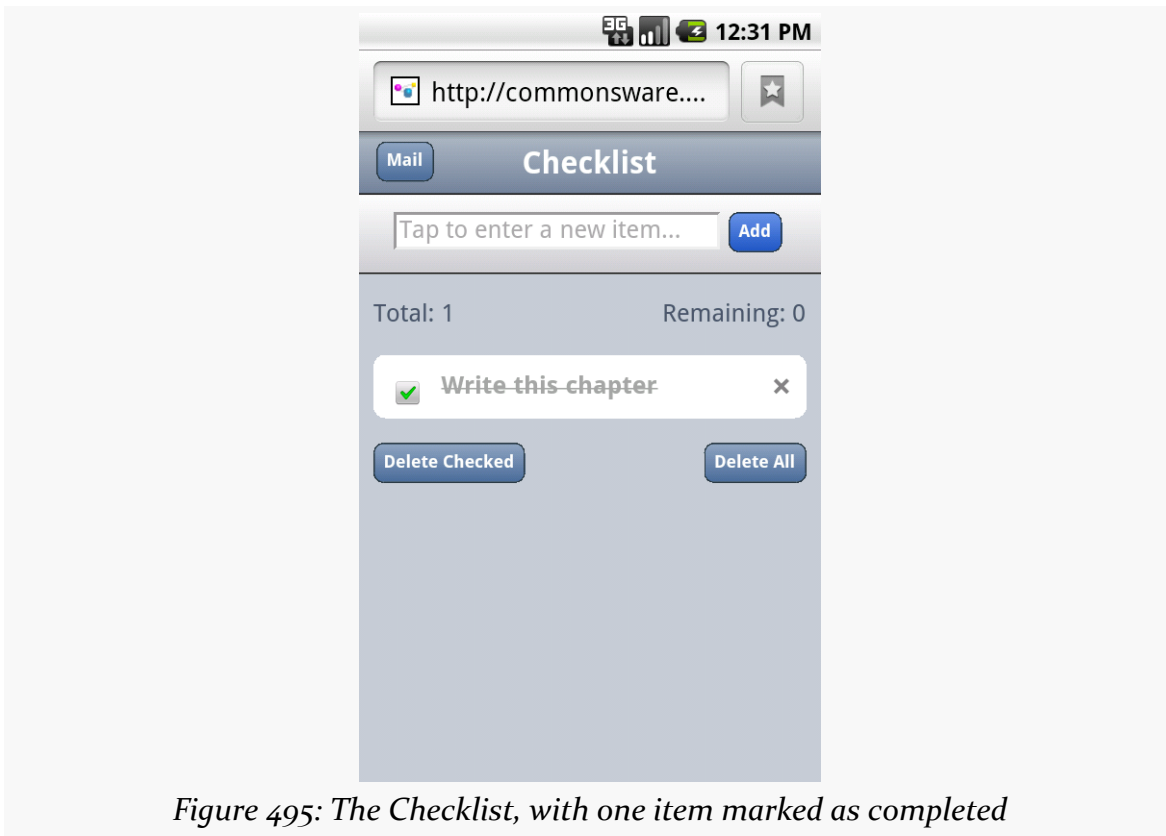 3G 12:31 PM
http://commonsware....
Mail Checklist
Tap to enter a new item... Add
Total: 1 Remaining: 0
Write this chapter ×
Delete Checked Delete All
Figure 495: The Checklist, with one item marked as completed